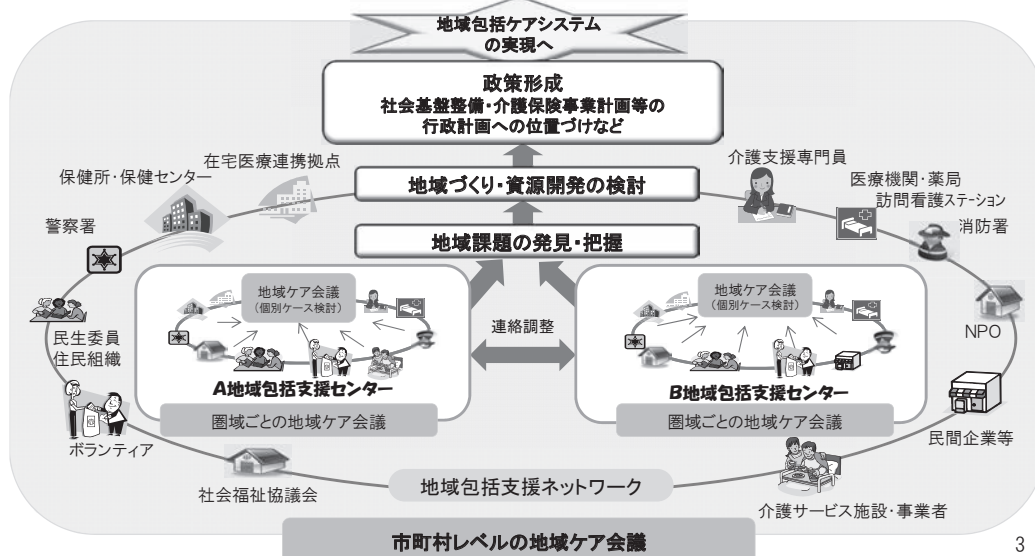 地域包括ケアシステム
の実現へ
政策形成
社会基盤整備・介護保険事業計画等の
行政計画への位置づけなど
地域づくり・資源開発の検討
地域課題の発見・把握
在宅医療連携拠点
保健所・保健センター
警察署
民生委員
住民組織
ボランティア
社会福祉協議会
介護支援専門員
医療機関・薬局
訪問看護ステーション
消防署
NPO
民間企業等
介護サービス施設・事業者
地域ケア会議
(個別ケース検討)
A地域包括支援センター
圏域ごとの地域ケア会議
連絡調整
地域ケア会議
(個別ケース検討)
B地域包括支援センター
圏域ごとの地域ケア会議
地域包括支援ネットワーク
市町村レベルの地域ケア会議
3